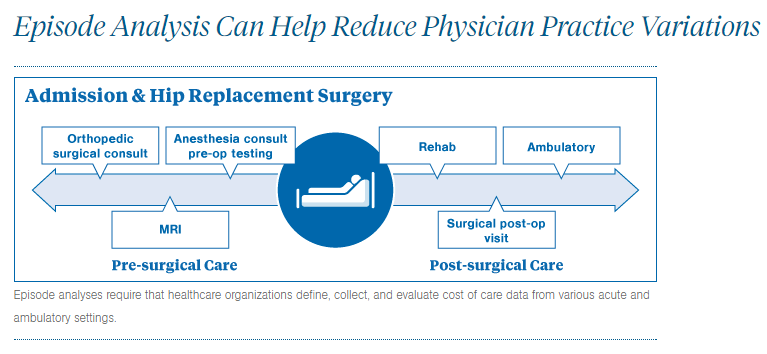 Episode Analysis Can Help Reduce Physician Practice Variations
Admission & Hip Replacement Surgery
Orthopedic
surgical consult
Anesthesia consult
pre-op testing
Rehab
Ambulatory
MRI
Surgical post-op
visit
Pre-surgical Care
Post-surgical Care
Episode analyses require that healthcare organizations define, collect, and evaluate cost of care data from various acute and
ambulatory settings.